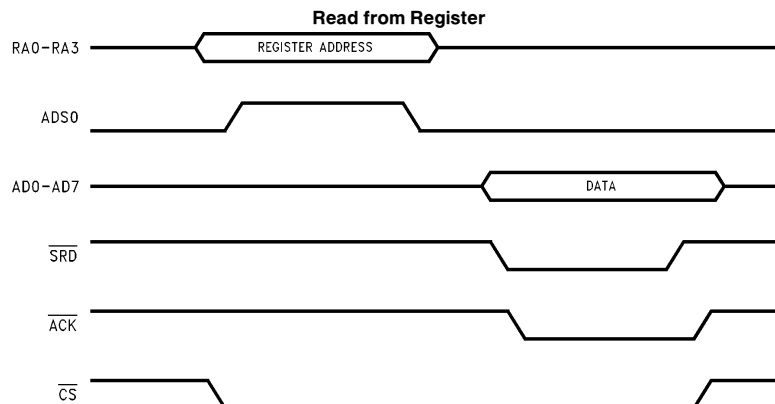 Read from Register
RA0-RA3
REGISTER ADDRESS
ADS0
AD0-AD7
DATA
SRD
ACK
CS